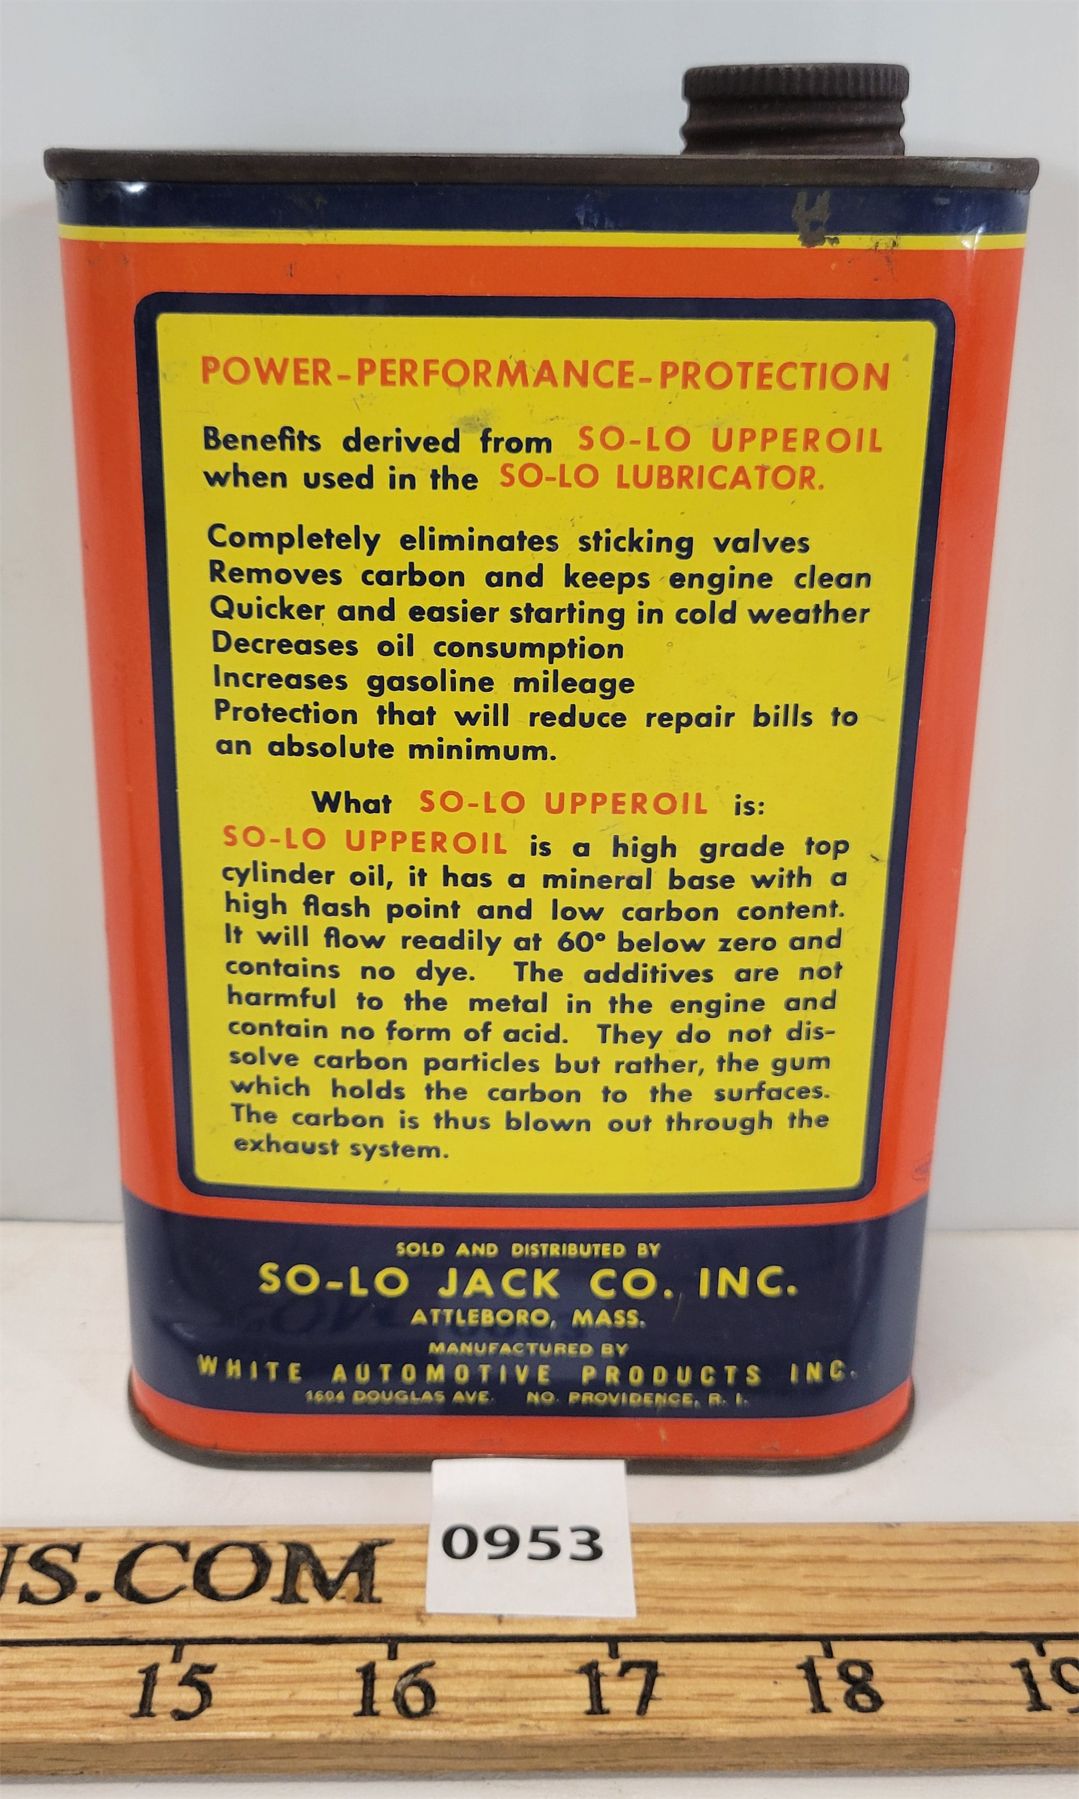 POWER-PERFORMANCE-PROTECTION
Benefits derived from SO-LO UPPEROIL
when used in the SO-LO LUBRICATOR.
Completely eliminates sticking valves
Removes carbon and keeps engine clean
Quicker and easier starting in cold weather
Decreases oil consumption
Increases gasoline mileage
Protection that will reduce repair bills to
an absolute minimum.
What SO-LO UPPEROIL is:
SO-LO UPPEROIL is a high grade top
cylinder oil, it has a mineral base with a
high flash point and low carbon content.
It will flow readily at 60° below zero and
contains no dye. The additives are not
harmful to the metal in the engine and
contain no form of acid. They do not dis-
solve carbon particles but rather, the gum
which holds the carbon to the surfaces.
The carbon is thus blown out through the
exhaust system.
SOLD AND DISTRIBUTED BY
SO-LO JACK CO., INC.
ATTLEBORO, MASS.
MANUFACTURED BY
WHITE AUTOMOTIVE PRODUCTS INC.
1604 DOUGLAS AVE. NO. PROVIDENCE, R. I.
0953
NS.COM
15 16 17 18 19